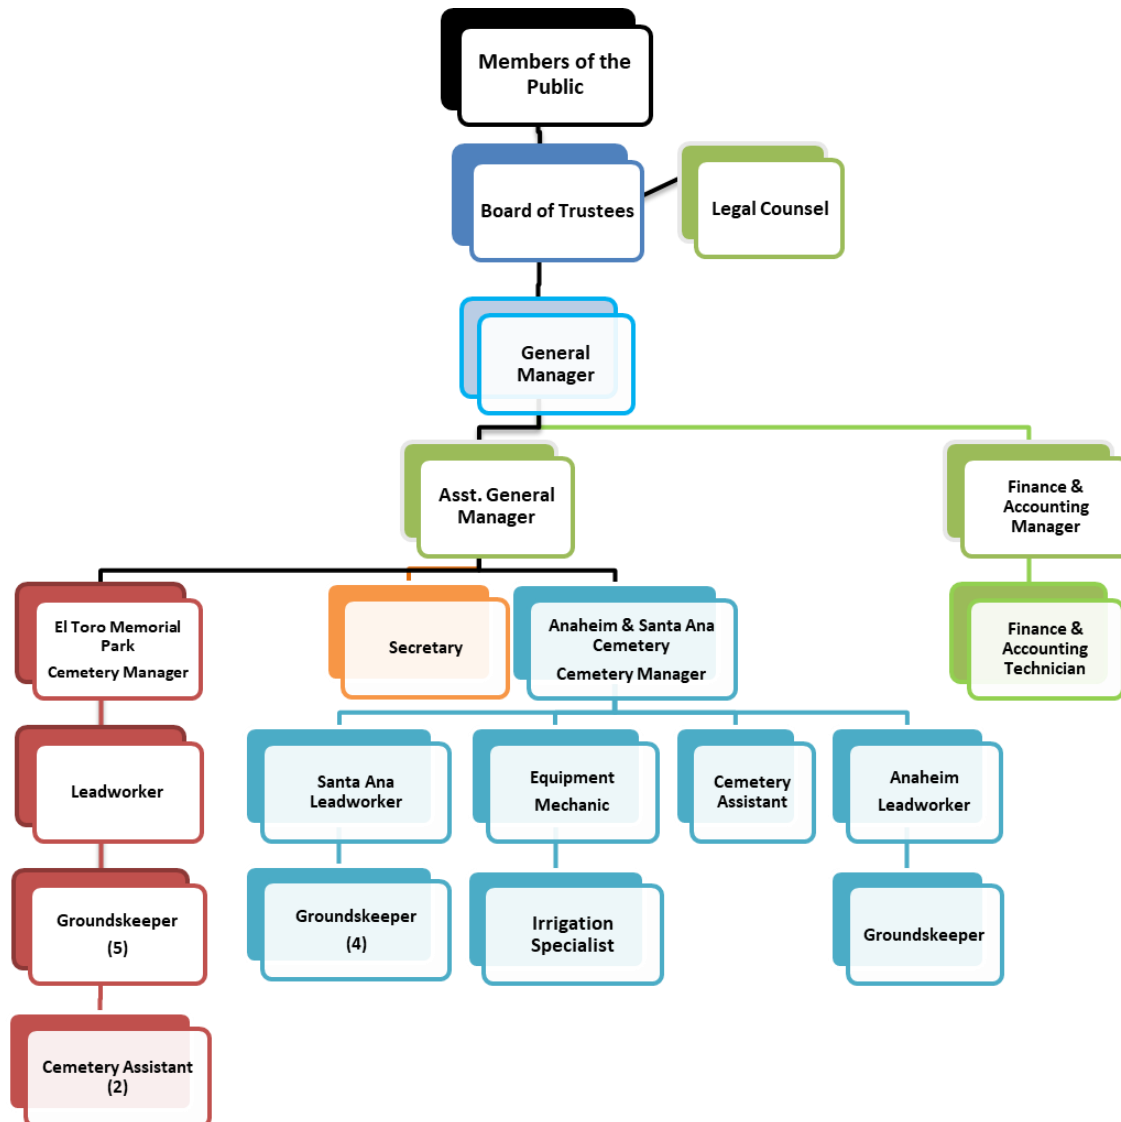 Members of the
Public
Board of Trustees
Legal Counsel
General
Manager
Asst. General
Manager
Finance &
Accounting
Manager
El Toro Memorial
Park
Cemetery Manager
Secretary
Anaheim & Santa Ana
Cemetery
Cemetery Manager
Finance &
Accounting
Technician
Leadworker
Santa Ana
Leadworker
Equipment
Mechanic
Cemetery
Assistant
Anaheim
Leadworker
Groundskeeper
(5)
Groundskeeper
(4)
Irrigation
Specialist
Groundskeeper
Cemetery Assistant
(2)